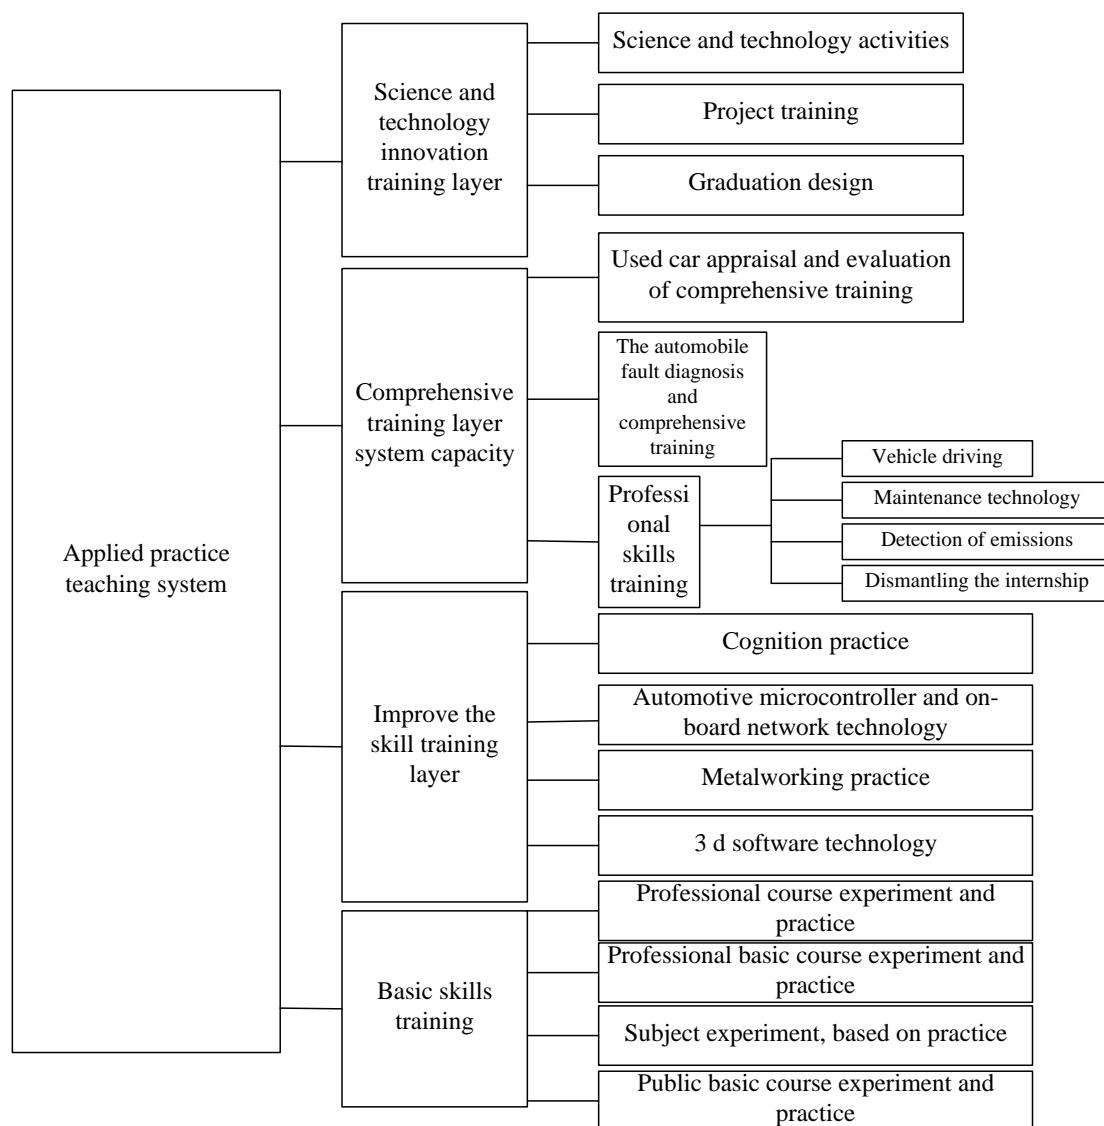 Applied practice
teaching system
Science and
technology
innovation
training layer
Science and technology activities
Project training
Graduation design
Comprehensive
training layer
system capacity
Used car appraisal and evaluation
of comprehensive training
The automobile
fault diagnosis
and
comprehensive
training
Professi
onal
skills
training
Vehicle driving
Maintenance technology
Detection of emissions
Dismantling the internship
Improve the
skill training
layer
Cognition practice
Automotive microcontroller and on-
board network technology
Metalworking practice
3 d software technology
Basic skills
training
Professional course experiment and
practice
Professional basic course experiment and
practice
Subject experiment, based on practice
Public basic course experiment and
practice